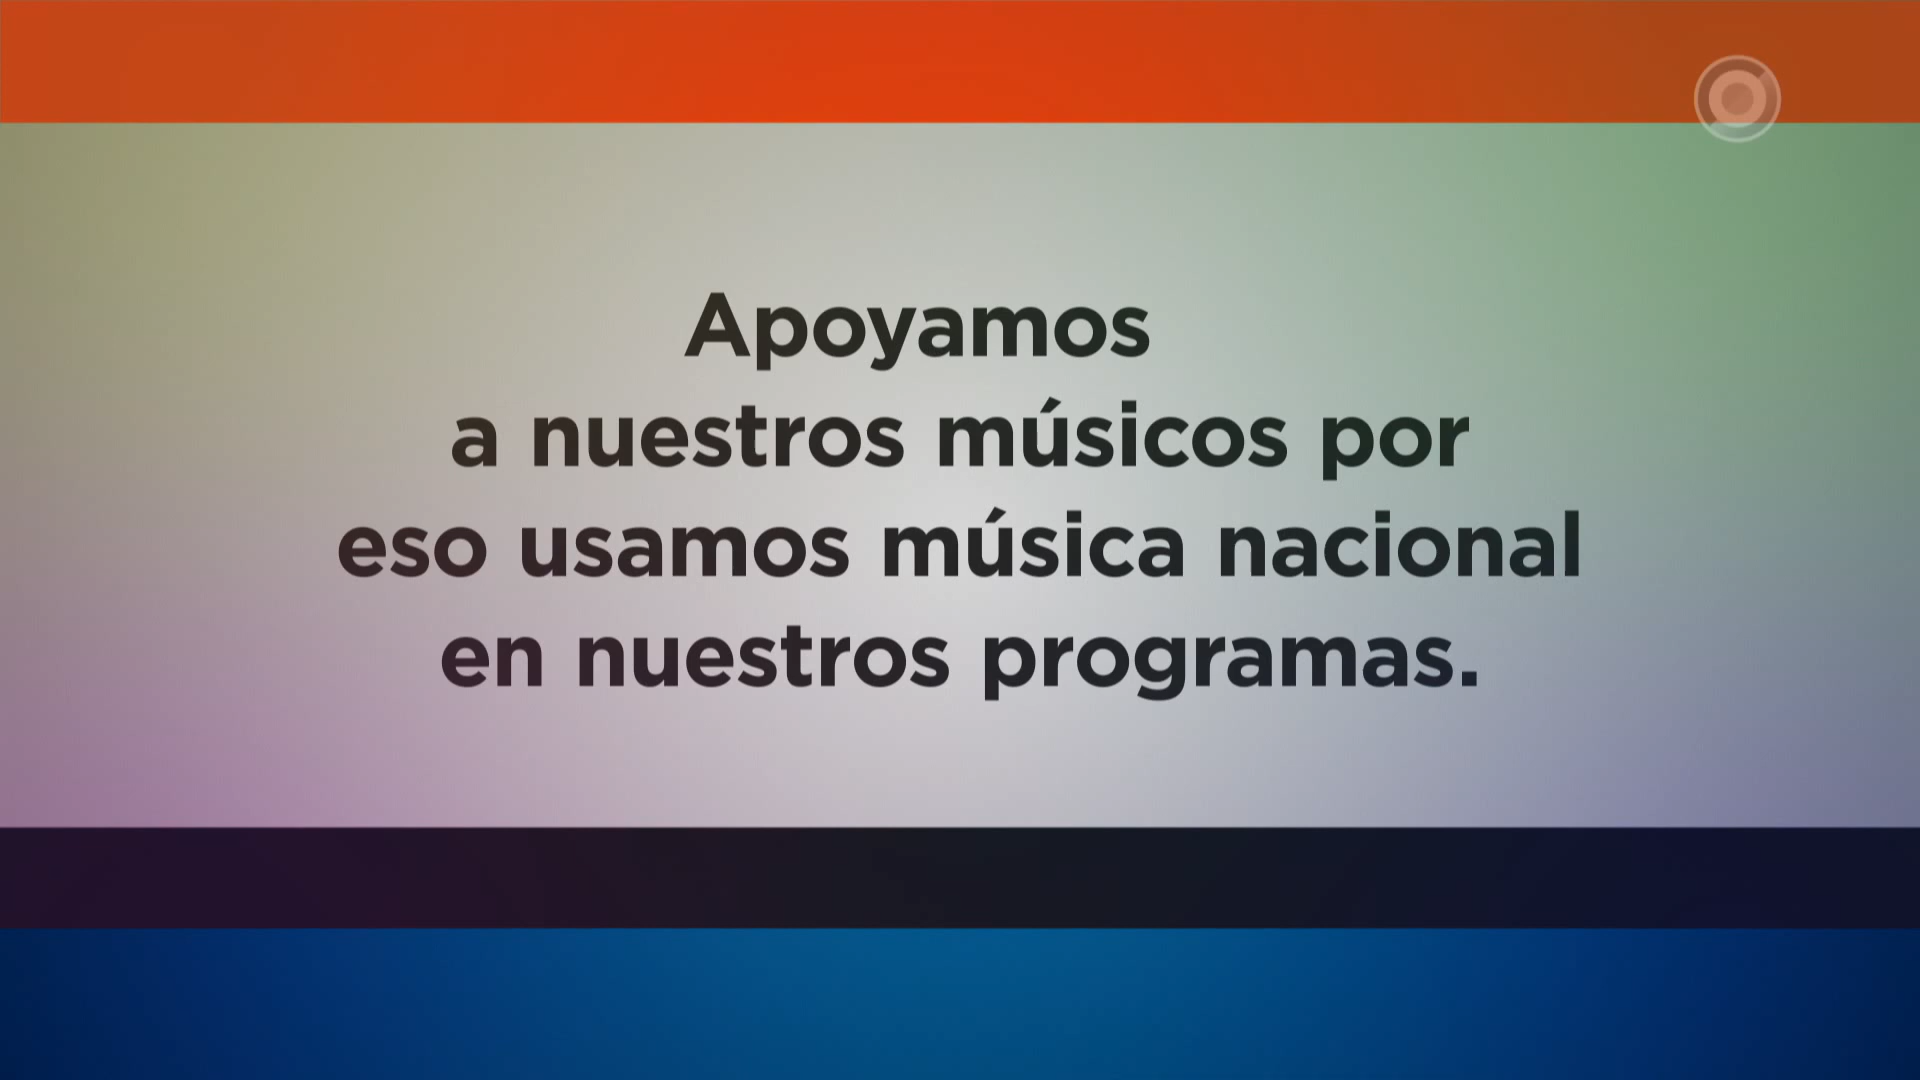 Apoyamos
a nuestros músicos por
eso usamos música nacional
en nuestros programas.